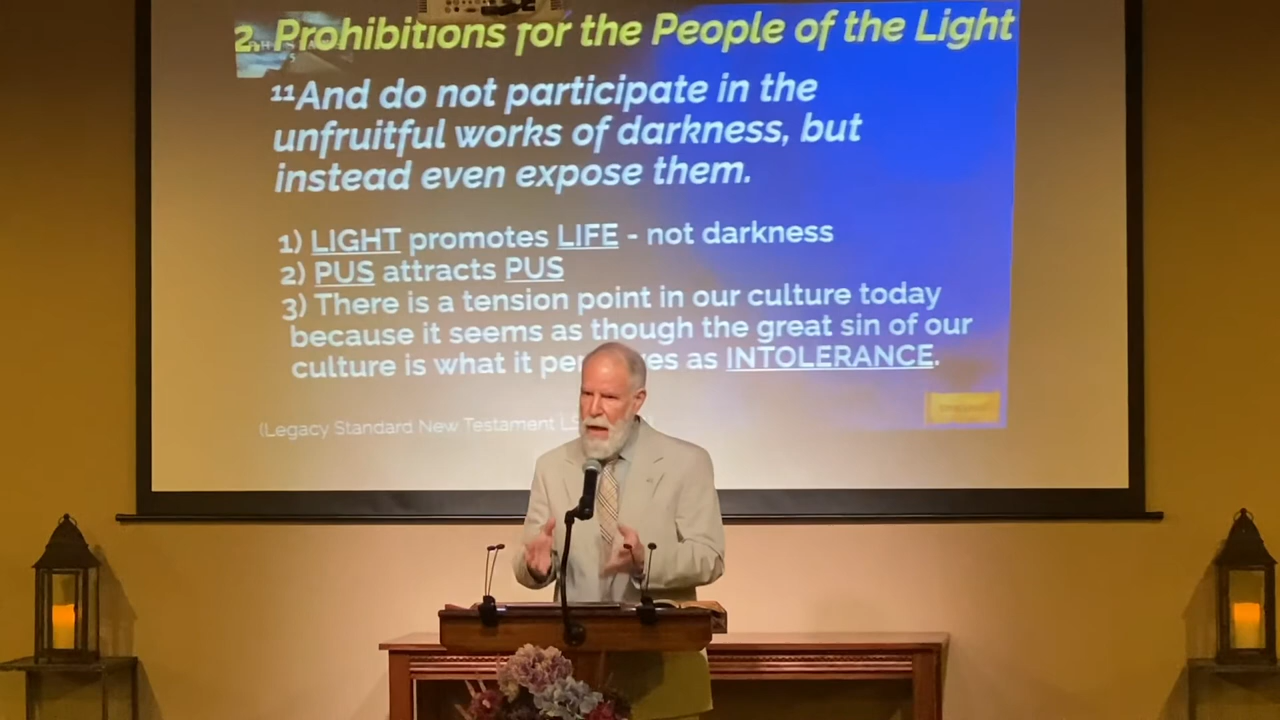 2. Prohibitions for the People of the Light
¹¹And do not participate in the
unfruitful works of darkness, but
instead even expose them.
1) LIGHT promotes LIFE - not darkness
2) PUS attracts PUS
3) There is a tension point in our culture today
because it seems as though the great sin of our
culture is what it as INTOLERANCE.
(Legacy Standard New Testament